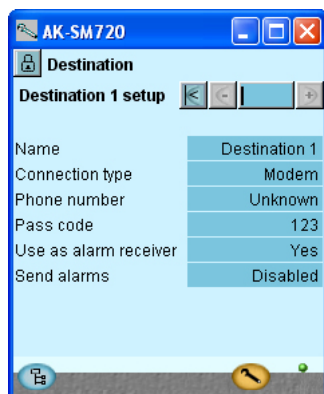 AK-SM720
Destination
Destination 1 setup
Name Destination 1
Connection type Modem
Phone number Unknown
Pass code 123
Use as alarm receiver Yes
Send alarms Disabled